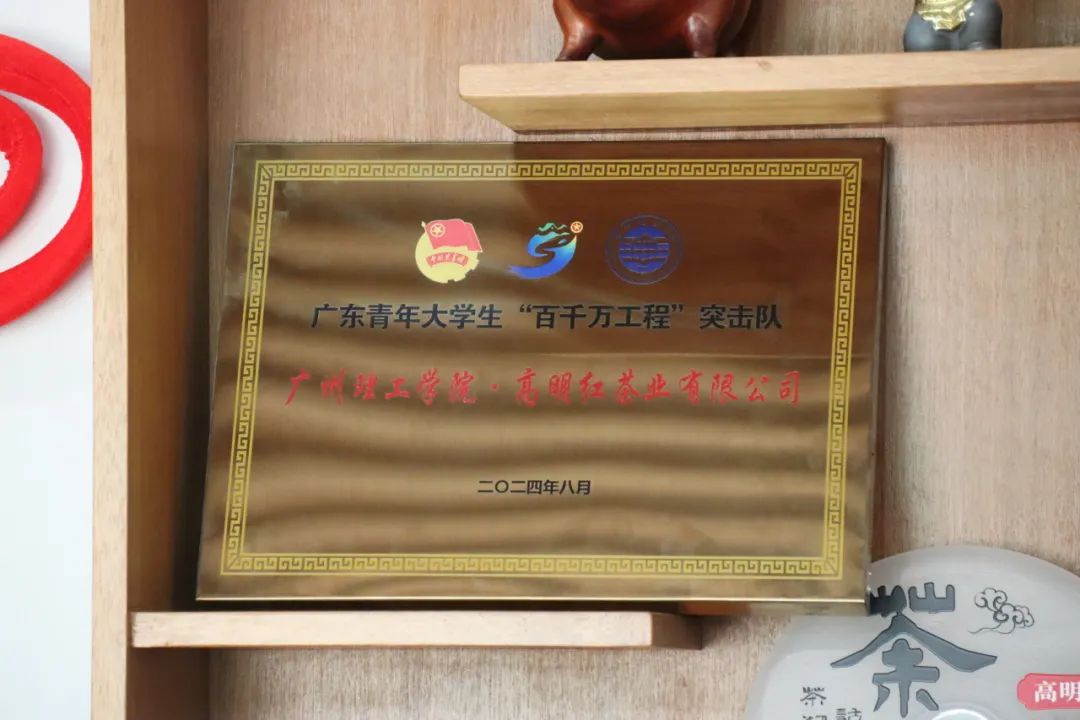 广东青年大学生“百千万工程”突击队
广州理工学院·高明红茶业有限公司
二〇二四年八月
茶
高明